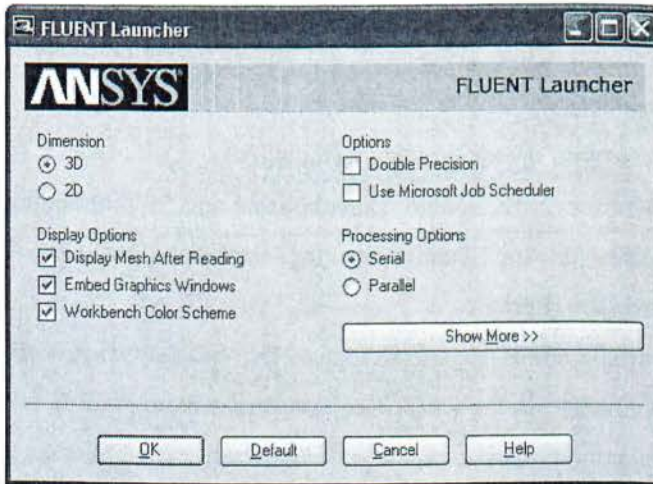 FLUENT Launcher
ANSYS
FLUENT Launcher
Dimension
3D
2D
Options
Double Precision
Use Microsoft Job Scheduler
Display Options
Display Mesh After Reading
Embed Graphics Windows
Workbench Color Scheme
Processing Options
Serial
Parallel
Show More >>
OK
Default
Cancel
Help